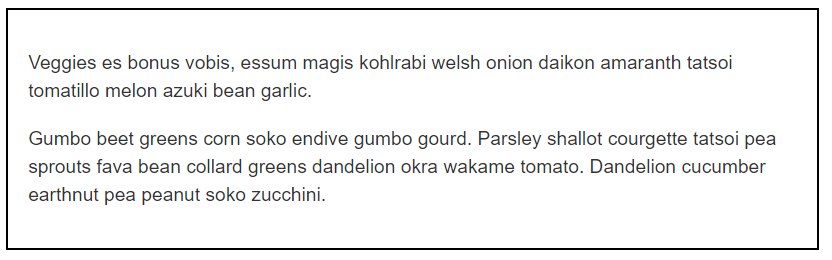 Veggies es bonus vobis, essum magis kohlrabi welsh onion daikon amaranth tatsoi
tomatillo melon azuki bean garlic.
Gumbo beet greens corn soko endive gumbo gourd. Parsley shallot courgette tatsoi pea
sprouts fava bean collard greens dandelion okra wakame tomato. Dandelion cucumber
earthnut pea peanut soko zucchini.